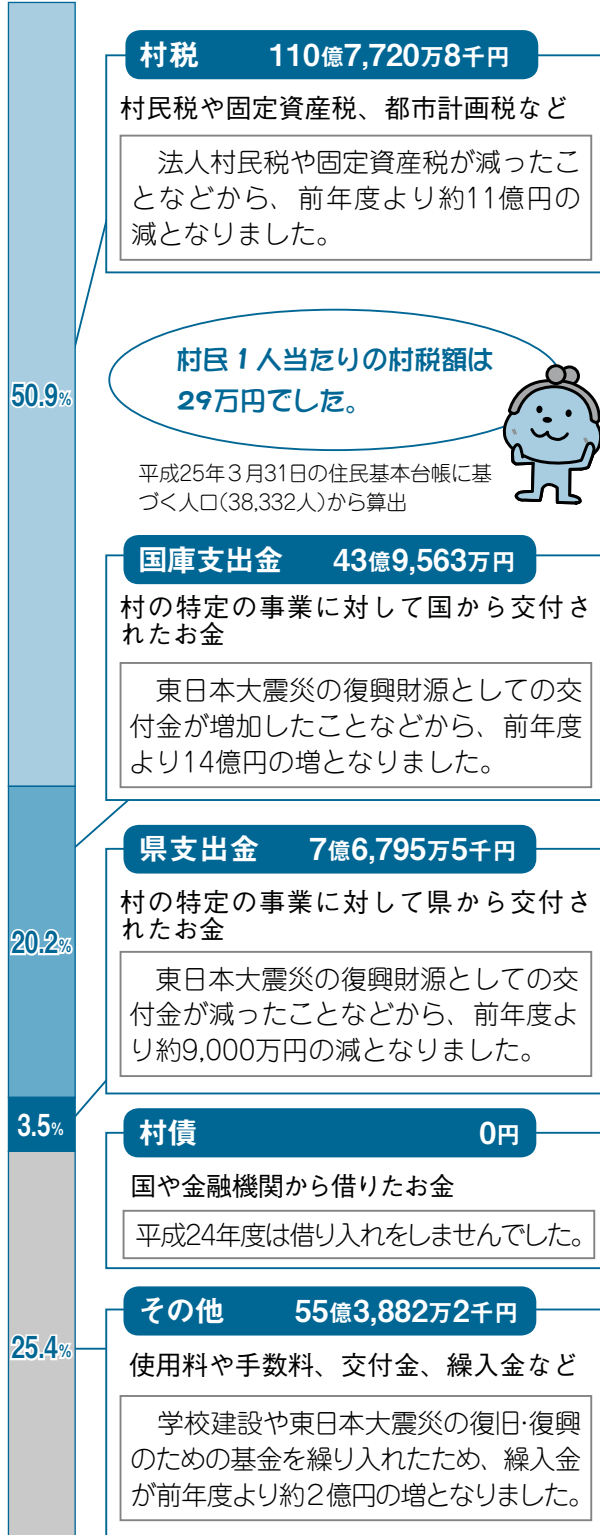 村税 110億7,720万8千円
村民税や固定資産税、都市計画税など
法人村民税や固定資産税が減ったこ
となどから、前年度より約11億円の
減となりました。
村民1人当たりの村税額は
29万円でした。
50.9%
平成25年3月31日の住民基本台帳に基
づく人口(38,332人)から算出
国庫支出金 43億9,563万円
村の特定の事業に対して国から交付さ
れたお金
東日本大震災の復興財源としての交
付金が増加したことなどから、前年度
より14億円の増となりました。
県支出金 7億6,795万5千円
村の特定の事業に対して県から交付さ
れたお金
20.2%
東日本大震災の復興財源としての交
付金が減ったことなどから、前年度よ
り約9,000万円の減となりました。
3.5%
村債 0円
国や金融機関から借りたお金
平成24年度は借り入れをしませんでした。
その他 55億3,882万2千円
25.4%
使用料や手数料、交付金、繰入金など
学校建設や東日本大震災の復旧・復興
のための基金を繰り入れたため、繰入金
が前年度より約2億円の増となりました。